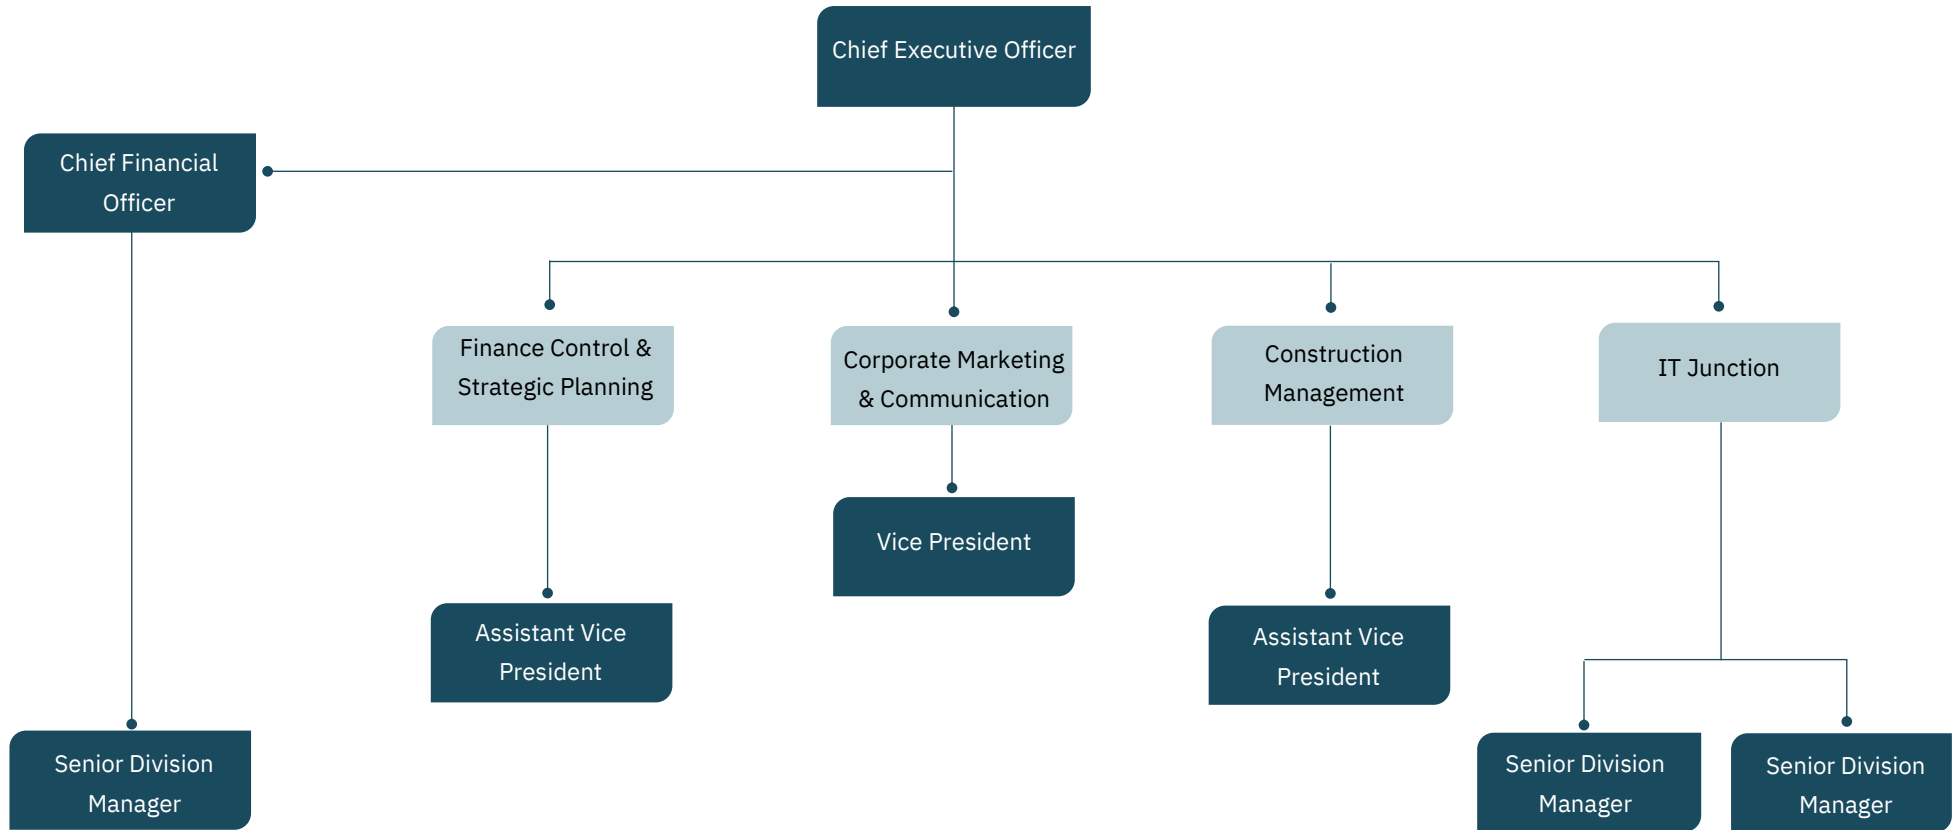 Chief Executive Officer
Chief Financial
Officer
Finance Control &
Strategic Planning
Corporate Marketing
& Communication
Construction
Management
IT Junction
Vice President
Assistant Vice
President
Assistant Vice
President
Senior Division
Manager
Senior Division
Manager
Senior Division
Manager